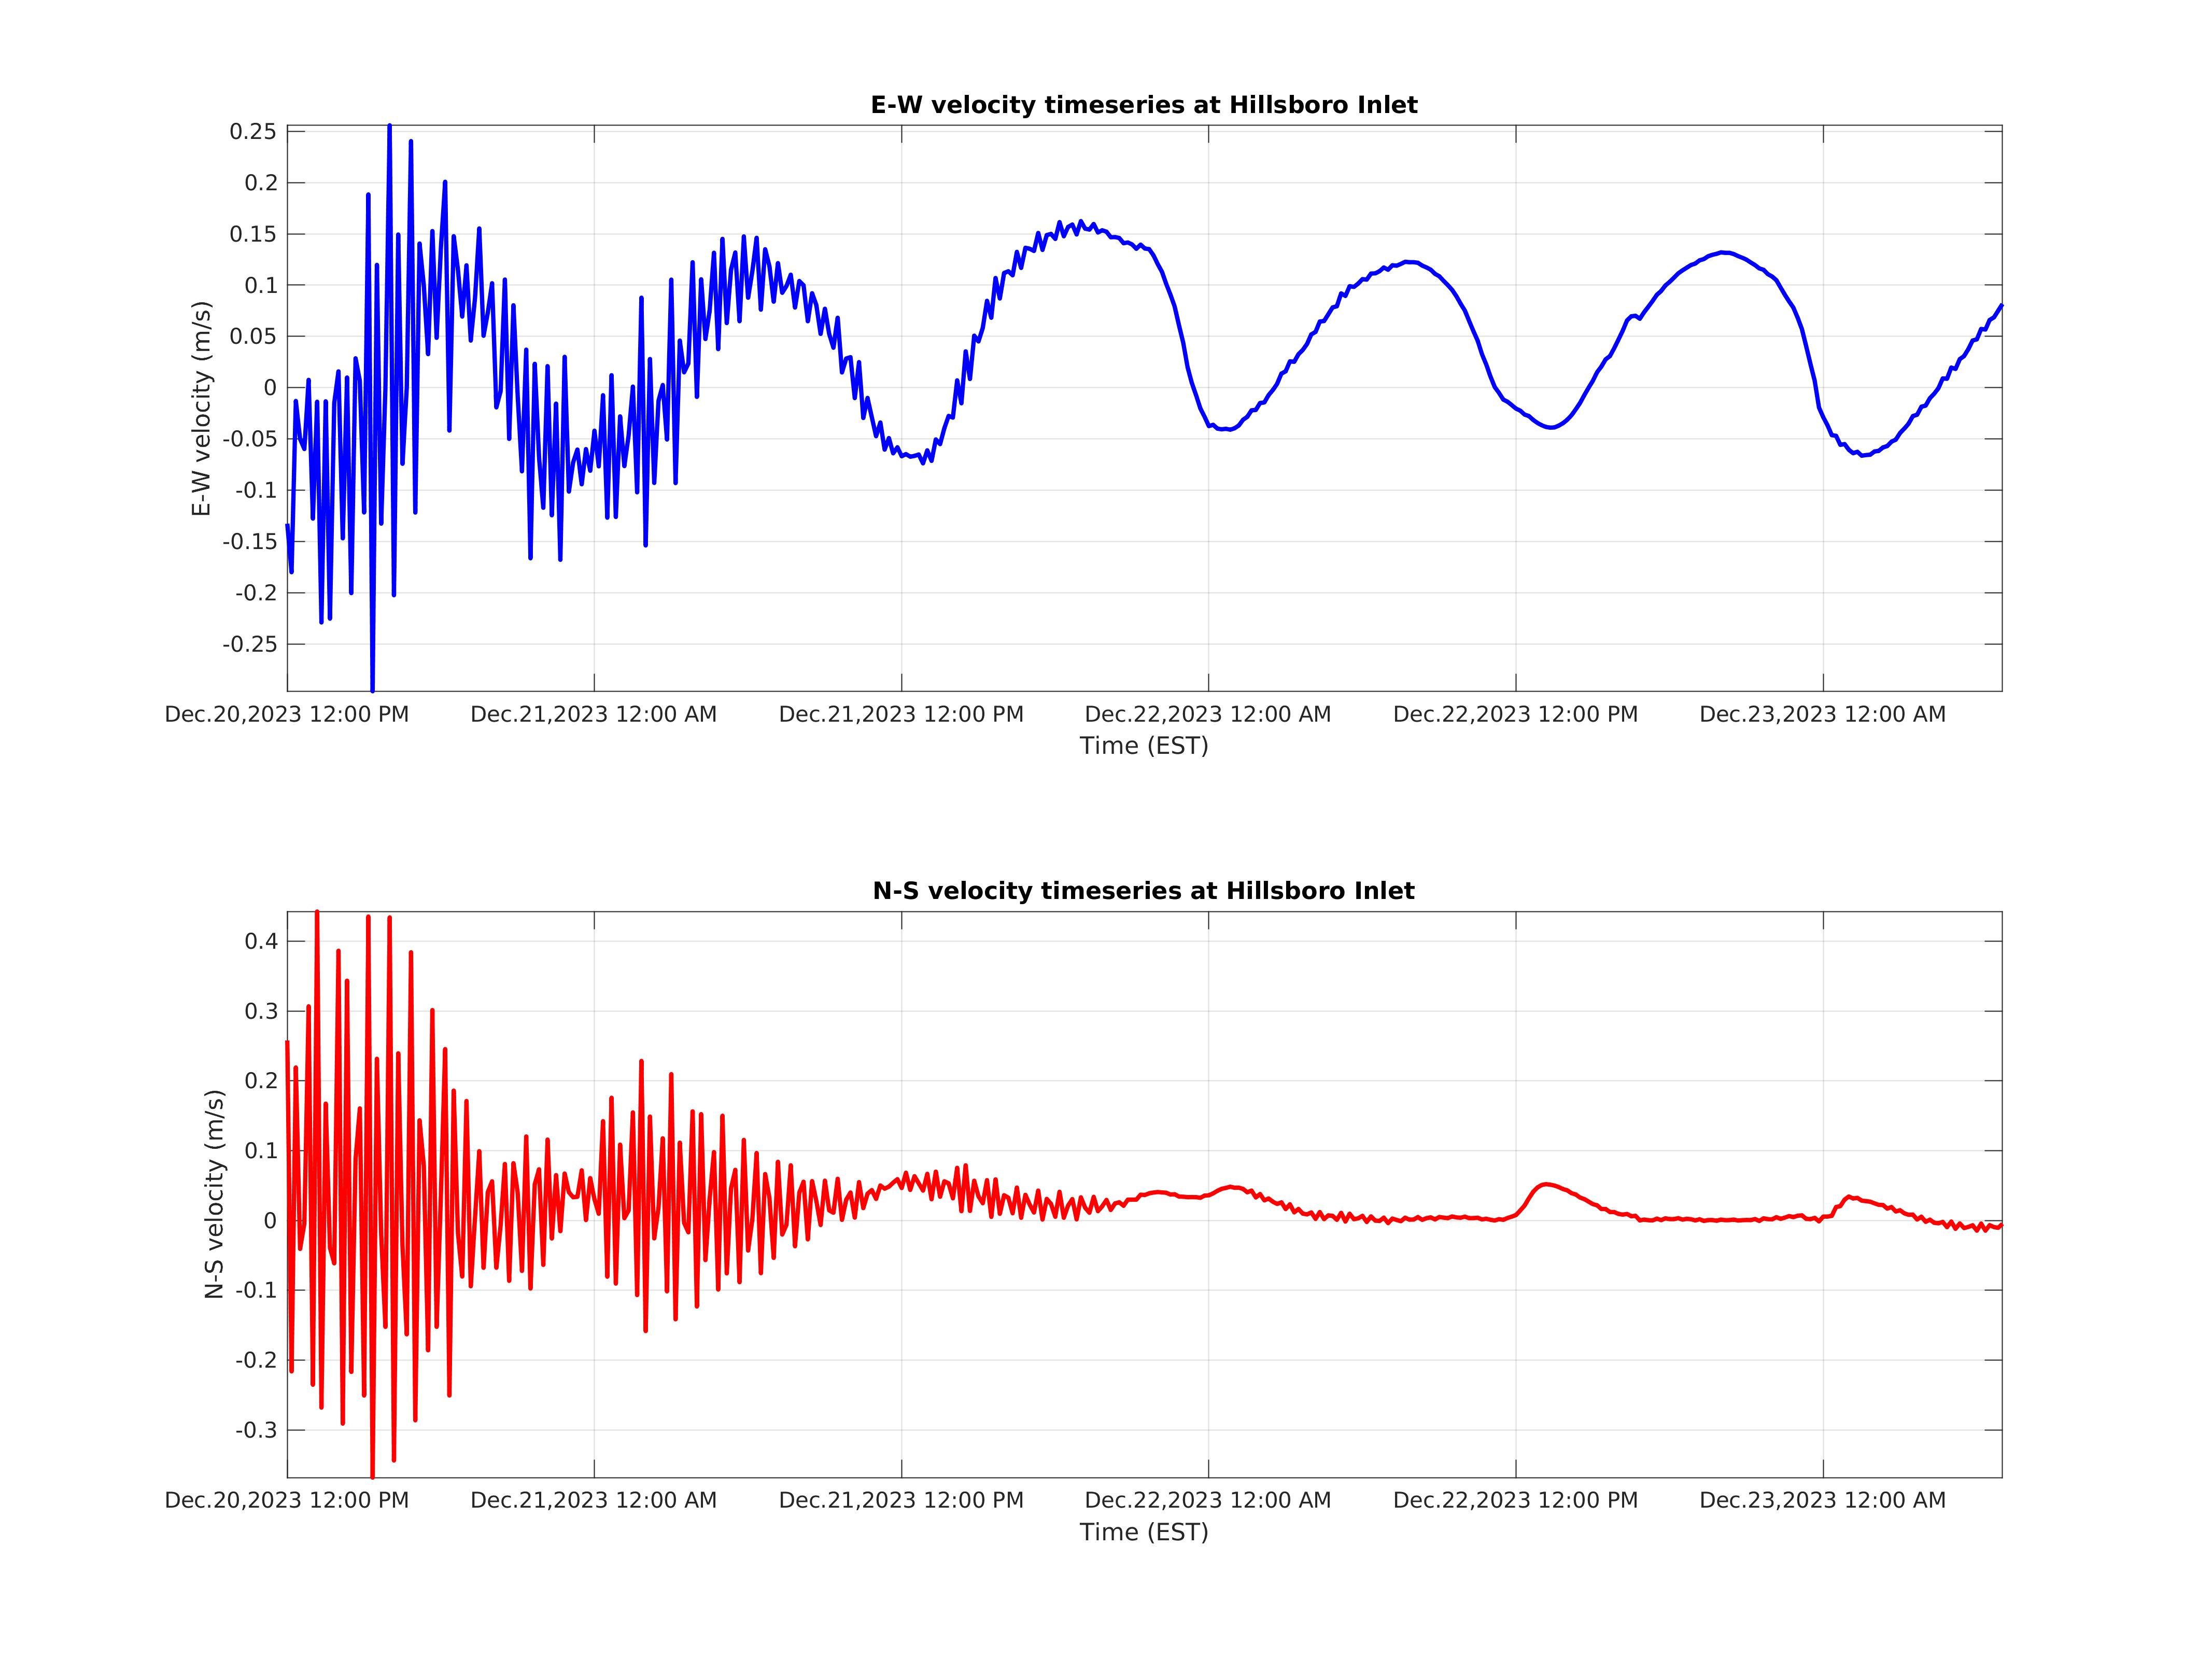 E-W velocity timeseries at Hillsboro Inlet
0.25
0.2
0.15
0.1
0.05
0
-0.05
-0.1
-0.15
-0.2
-0.25
E-W velocity (m/s)
Dec.20,2023 12:00 PM Dec.21,2023 12:00 AM Dec.21,2023 12:00 PM Dec.22,2023 12:00 AM Dec.22,2023 12:00 PM Dec.23,2023 12:00 AM
Time (EST)
N-S velocity timeseries at Hillsboro Inlet
0.4
0.3
0.2
0.1
0
-0.1
-0.2
-0.3
N-S velocity (m/s)
Dec.20,2023 12:00 PM Dec.21,2023 12:00 AM Dec.21,2023 12:00 PM Dec.22,2023 12:00 AM Dec.22,2023 12:00 PM Dec.23,2023 12:00 AM
Time (EST)